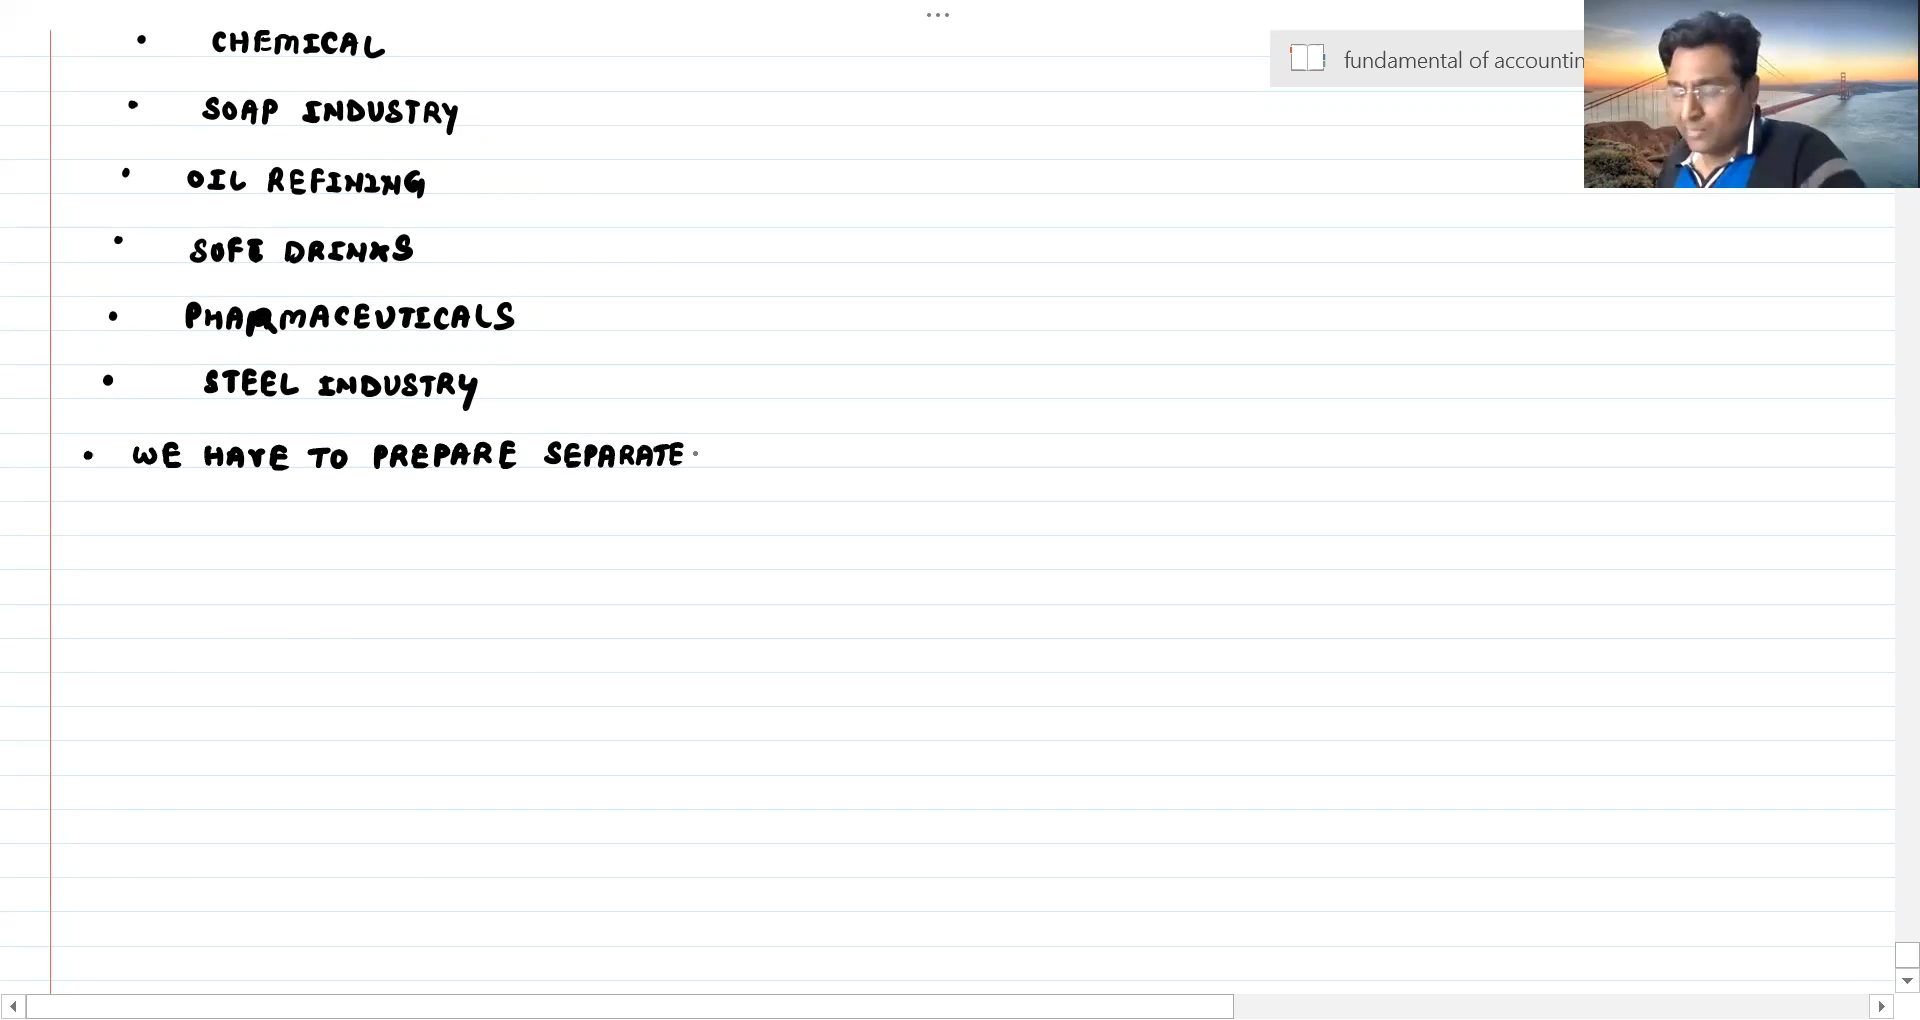 • CHEMICAL
fundamental of accountin
• SOAP INDUSTRY
• OIL REFINING
• SOFT DRINKS
• PHARMACEUTICALS
• STEEL INDUSTRY
• WE HAVE TO PREPARE SEPARATE